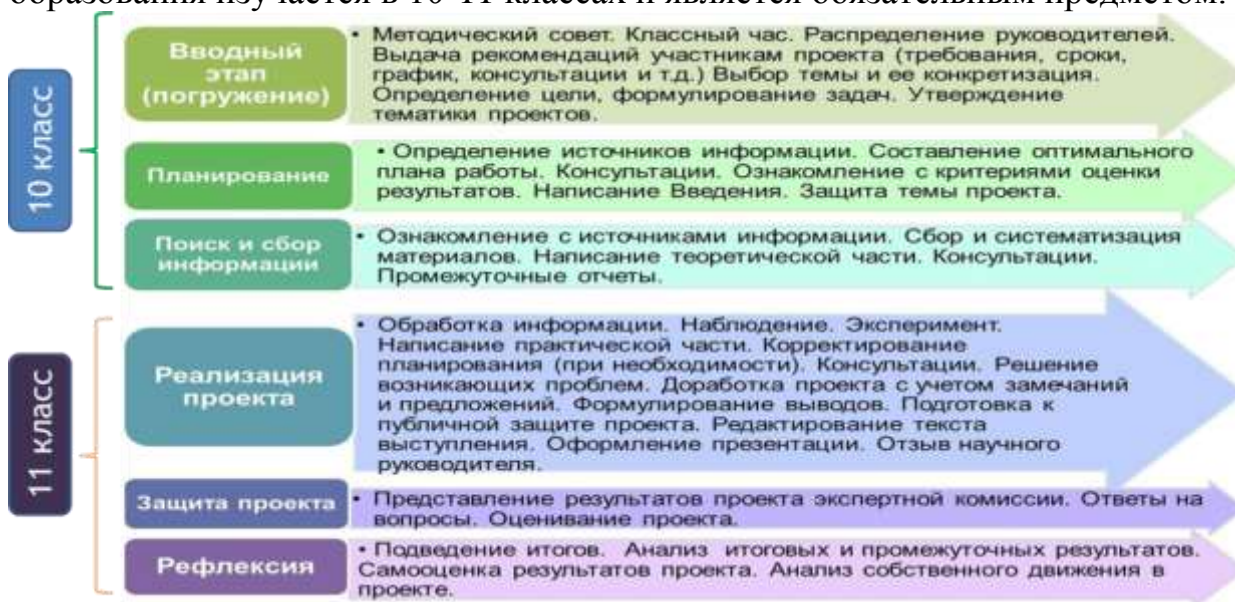 образования изучается в 10-11 классах и является обязательным предметом.
10 класс
Вводный
этап
(погружение)
• Методический совет. Классный час. Распределение руководителей.
Выдача рекомендаций участникам проекта (требования, сроки,
график, консультации и т.д.) Выбор темы и ее конкретизация.
Определение цели, формулирование задач. Утверждение
тематики проектов.
Планирование
• Определение источников информации. Составление оптимального
плана работы. Консультации. Ознакомление с критериями оценки
результатов. Написание Введения. Защита темы проекта.
Поиск и сбор
информации
• Ознакомление с источниками информации. Сбор и систематизация
материалов. Написание теоретической части. Консультации.
Промежуточные отчеты.
11 класс
Реализация
проекта
• Обработка информации. Наблюдение. Эксперимент.
Написание практической части. Корректирование
планирования (при необходимости). Консультации. Решение
возникающих проблем. Доработка проекта с учетом замечаний
и предложений. Формулирование выводов. Подготовка к
публичной защите проекта. Редактирование текста
выступления. Оформление презентации. Отзыв научного
руководителя.
Защита проекта
• Представление результатов проекта экспертной комиссии. Ответы на
вопросы. Оценивание проекта.
Рефлексия
• Подведение итогов. Анализ итоговых и промежуточных результатов.
Самооценка результатов проекта. Анализ собственного движения в
проекте.